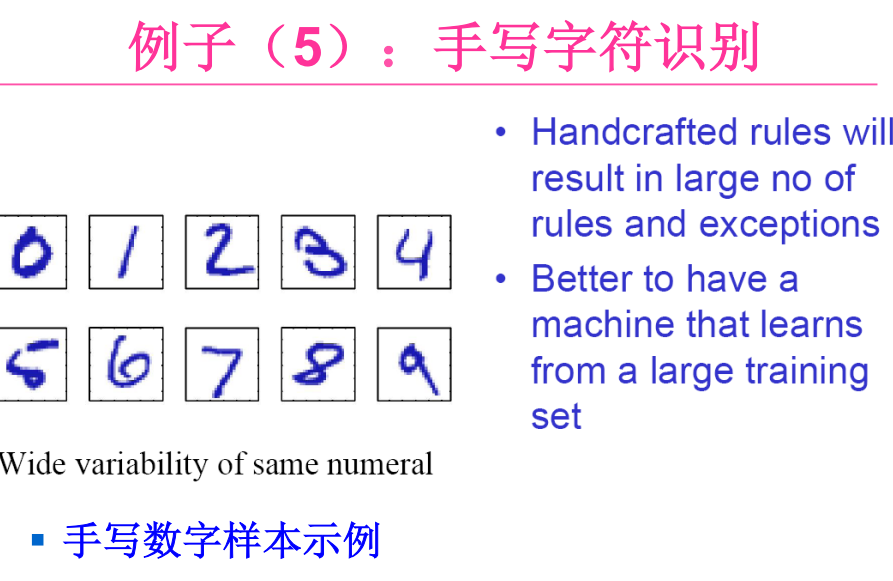 例子（5）：手写字符识别
0 1 2 3 4
5 6 7 8 9
Wide variability of same numeral
▪ 手写数字样本示例
• Handcrafted rules will
result in large no of
rules and exceptions
• Better to have a
machine that learns
from a large training
set